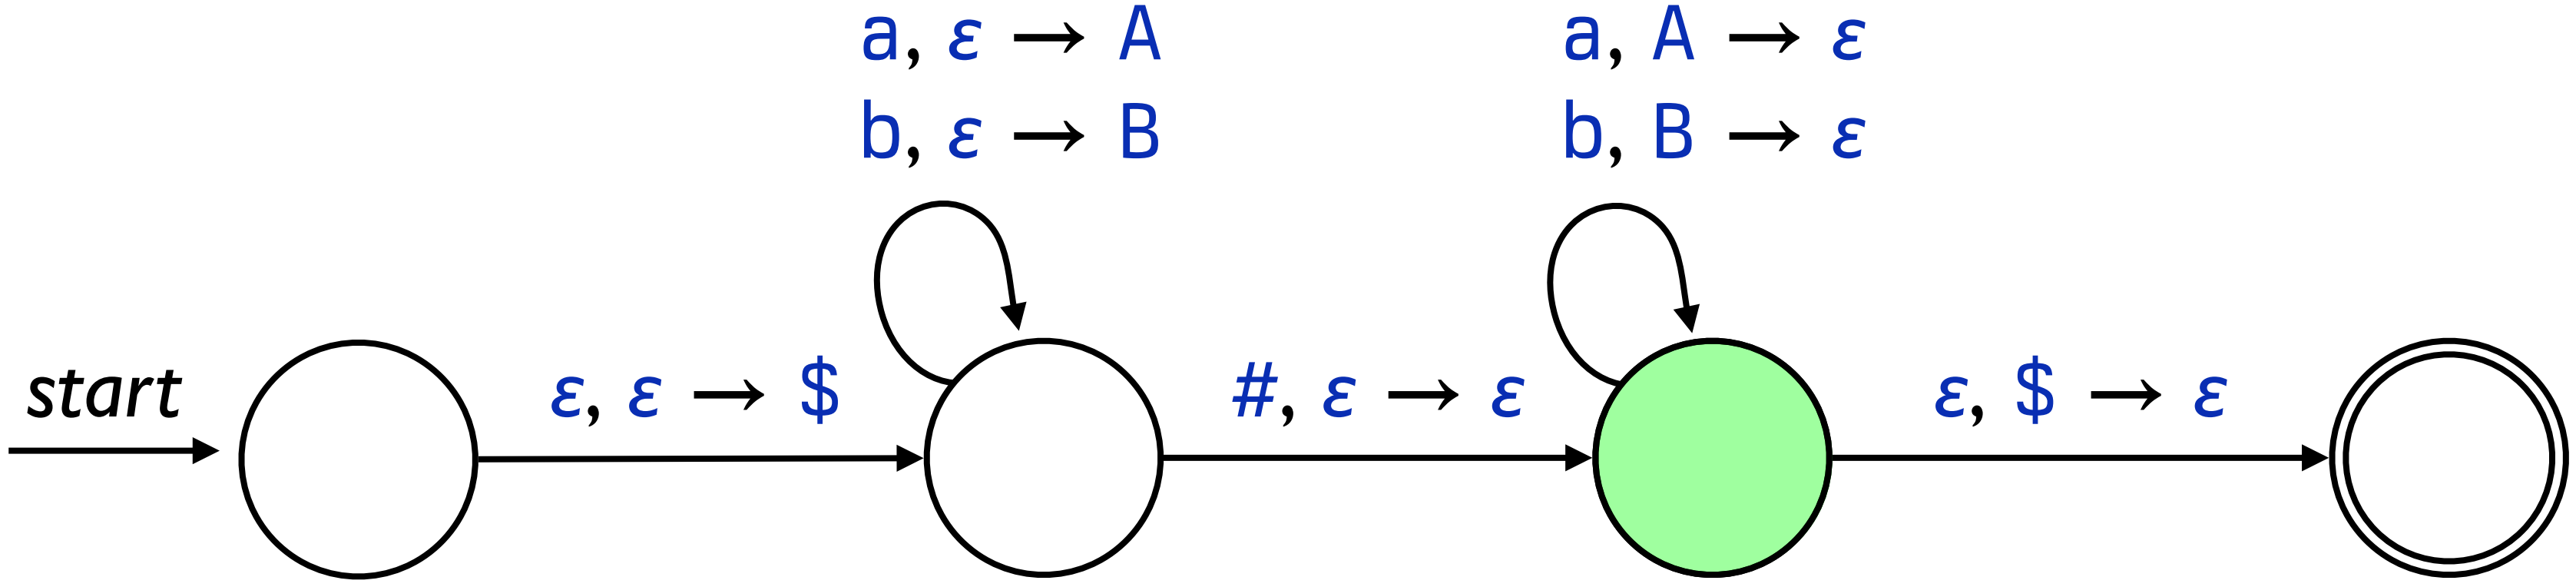 a, ε → A
b, ε → B
a, A → ε
b, B → ε
start
ε, ε → $
#, ε → ε
ε, $ → ε